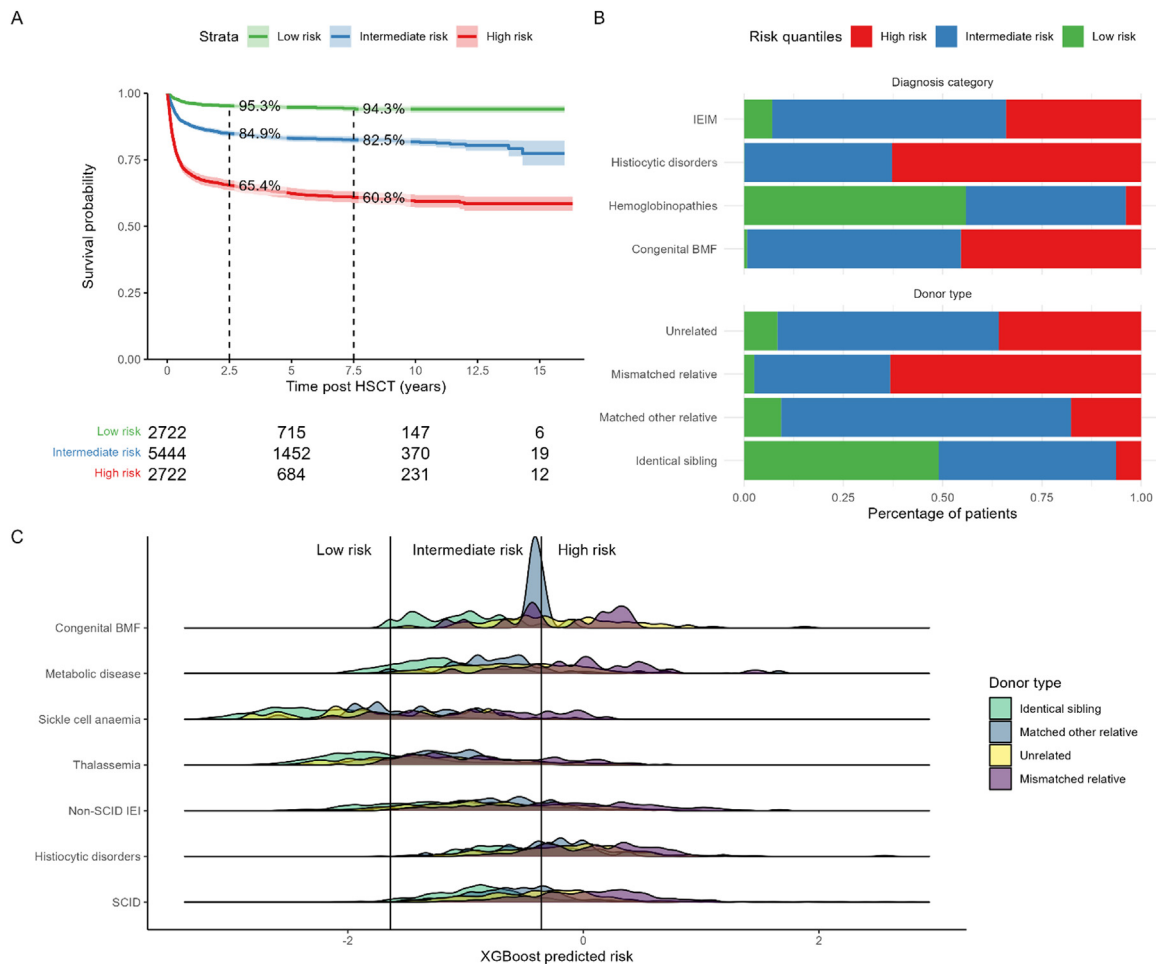 A
Strata Low risk Intermediate risk High risk
1.00
0.75
0.50
0.25
0.00
Survival probability
95.3%
94.3%
84.9%
82.5%
65.4%
60.8%
0 2.5 5 7.5 10 12.5 15
Time post HSCT (years)
Low risk 2722 715 147 6
Intermediate risk 5444 1452 370 19
High risk 2722 684 231 12
B
Risk quantiles High risk Intermediate risk Low risk
Diagnosis category
IEIM
Histiocytic disorders
Hemoglobinopathies
Congenital BMF
Donor type
Unrelated
Mismatched relative
Matched other relative
Identical sibling
0.00 0.25 0.50 0.75 1.00
Percentage of patients
C
Low risk Intermediate risk High risk
Congenital BMF
Metabolic disease
Sickle cell anaemia
Thalassemia
Non-SCID IEI
Histiocytic disorders
SCID
-2 0 2
XGBoost predicted risk
Donor type
Identical sibling
Matched other relative
Unrelated
Mismatched relative